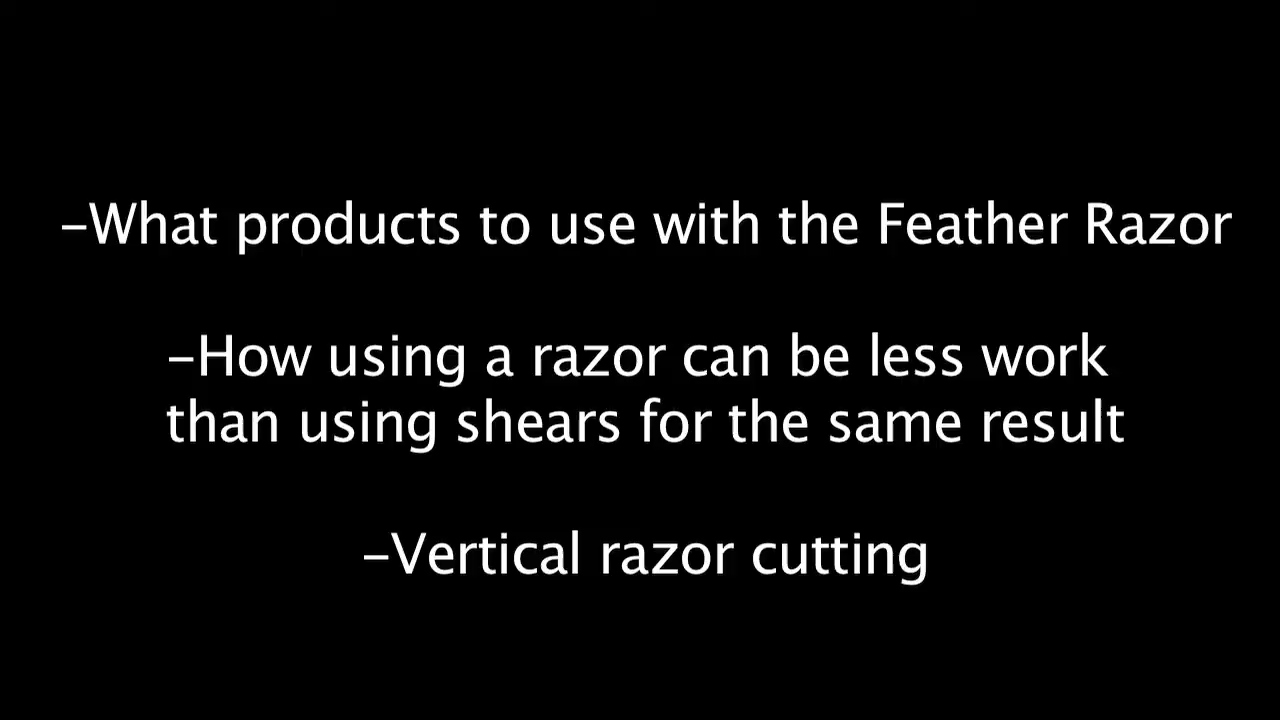 -What products to use with the Feather Razor
-How using a razor can be less work
than using shears for the same result
-Vertical razor cutting